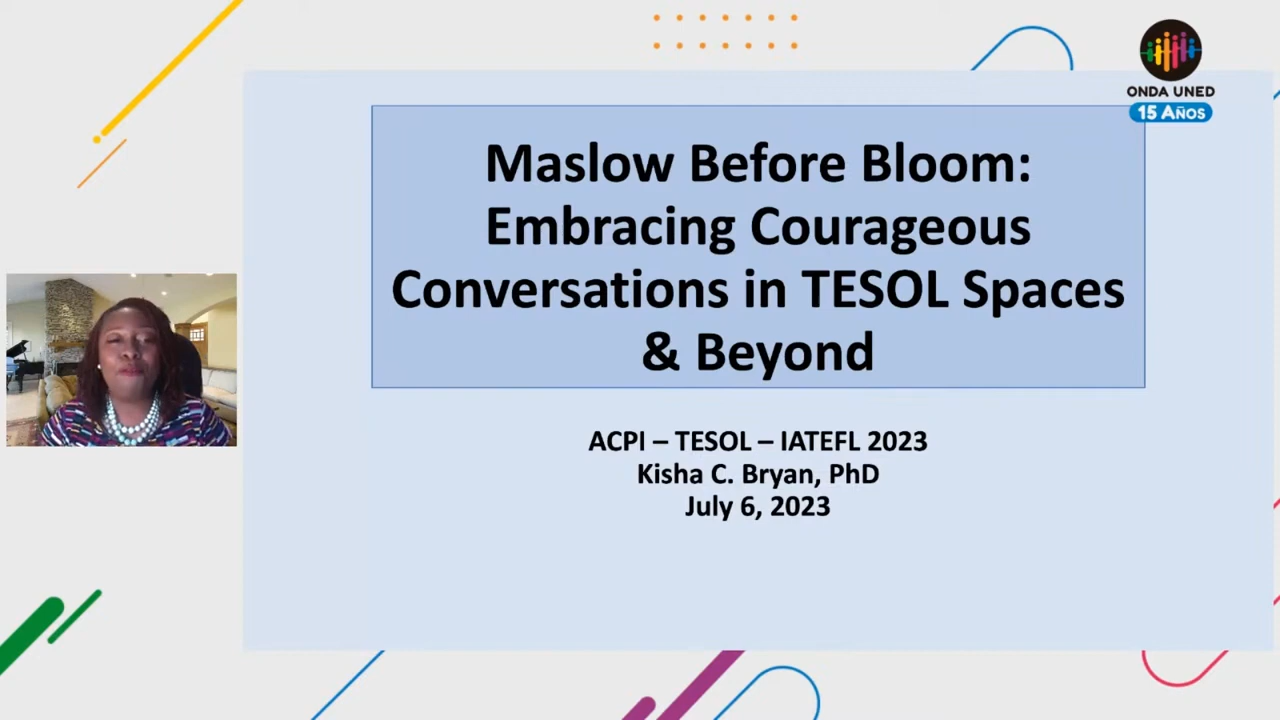 ONDA UNED
15 AÑOS
Maslow Before Bloom:
Embracing Courageous
Conversations in TESOL Spaces
& Beyond
ACPI – TESOL – IATEFL 2023
Kisha C. Bryan, PhD
July 6, 2023